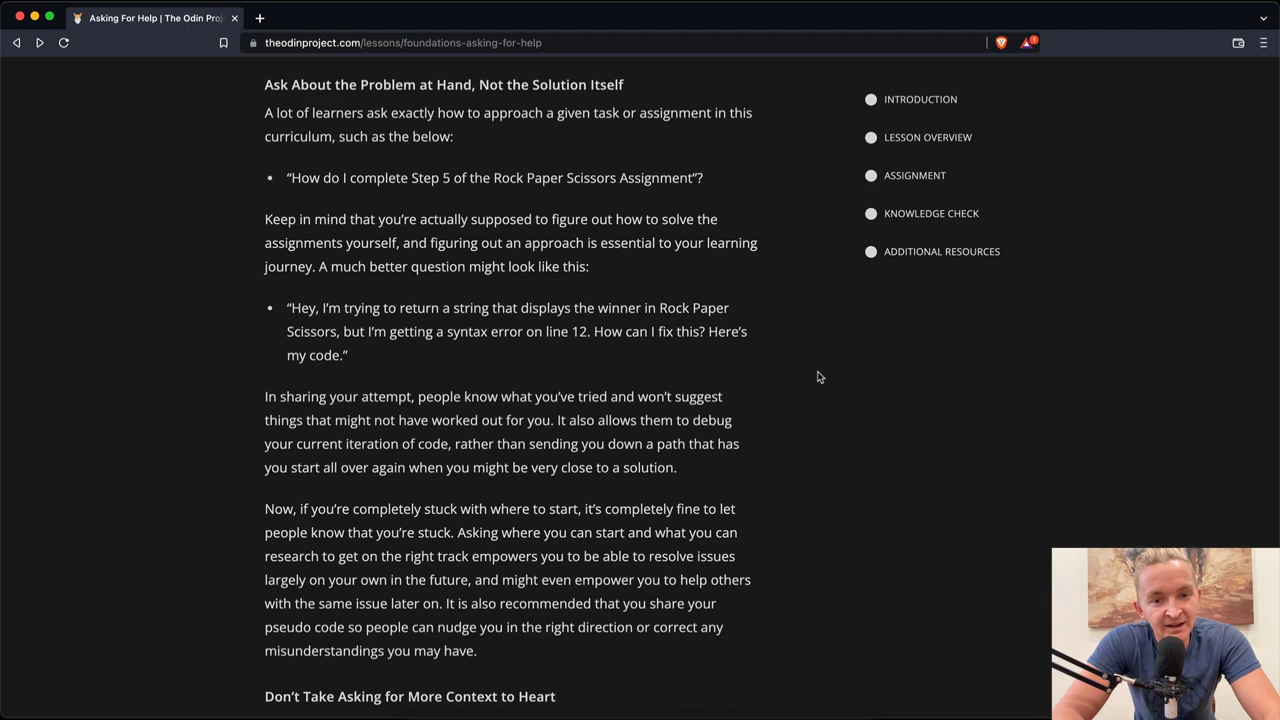 Asking For Help | The Odin Proj
theodinproject.com/lessons/foundations-asking-for-help
1
Ask About the Problem at Hand, Not the Solution Itself
A lot of learners ask exactly how to approach a given task or assignment in this
curriculum, such as the below:
• “How do I complete Step 5 of the Rock Paper Scissors Assignment”?
Keep in mind that you’re actually supposed to figure out how to solve the
assignments yourself, and figuring out an approach is essential to your learning
journey. A much better question might look like this:
• “Hey, I’m trying to return a string that displays the winner in Rock Paper
Scissors, but I’m getting a syntax error on line 12. How can I fix this? Here’s
my code.”
In sharing your attempt, people know what you’ve tried and won’t suggest
things that might not have worked out for you. It also allows them to debug
your current iteration of code, rather than sending you down a path that has
you start all over again when you might be very close to a solution.
Now, if you’re completely stuck with where to start, it’s completely fine to let
people know that you’re stuck. Asking where you can start and what you can
research to get on the right track empowers you to be able to resolve issues
largely on your own in the future, and might even empower you to help others
with the same issue later on. It is also recommended that you share your
pseudo code so people can nudge you in the right direction or correct any
misunderstandings you may have.
Don’t Take Asking for More Context to Heart
INTRODUCTION
LESSON OVERVIEW
ASSIGNMENT
KNOWLEDGE CHECK
ADDITIONAL RESOURCES